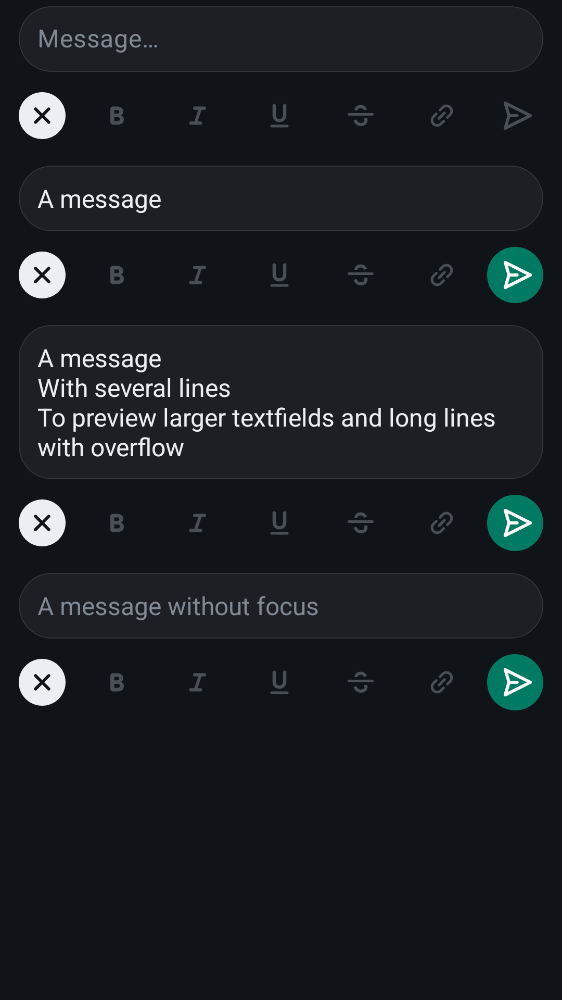 Message…
B I U S
A message
B I U S
A message
With several lines
To preview larger textfields and long lines
with overflow
B I U S
A message without focus
B I U S